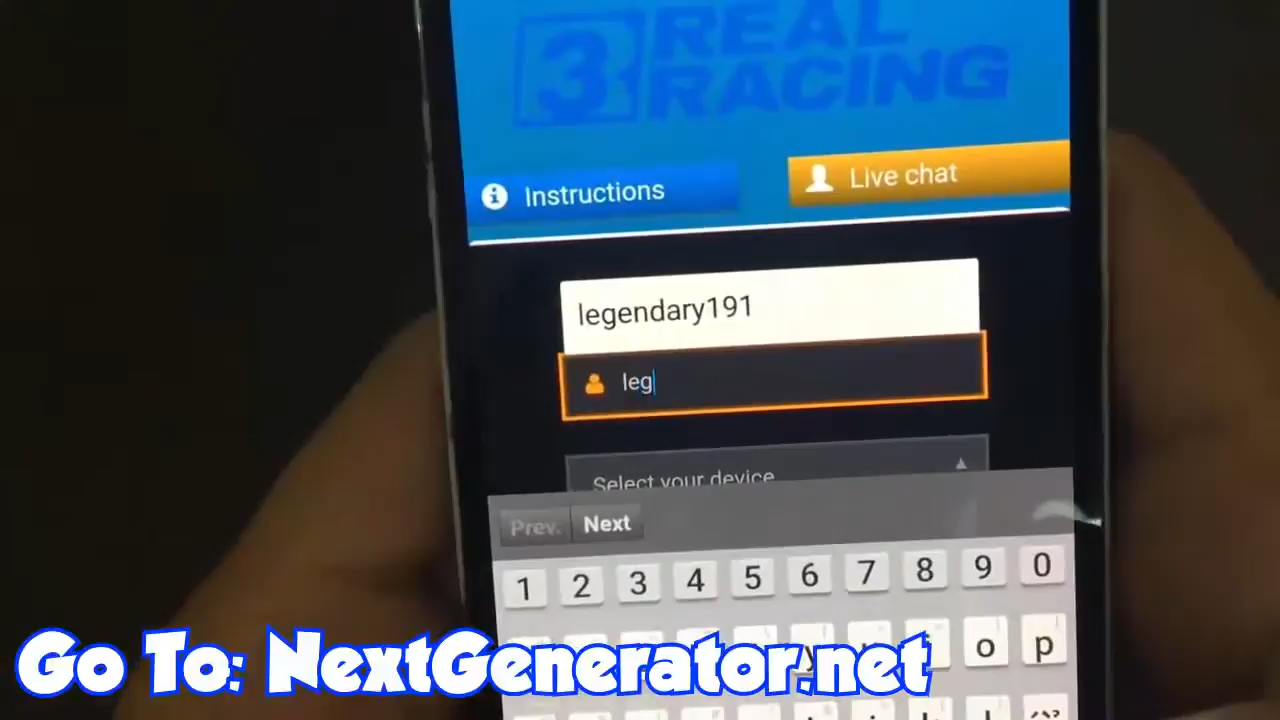 3 REAL
RACING
Instructions
Live chat
legendary191
leg
Select your device
Prev. Next
1 2 3 4 5 6 7 8 9 0
o p
Go To: NextGenerator.net